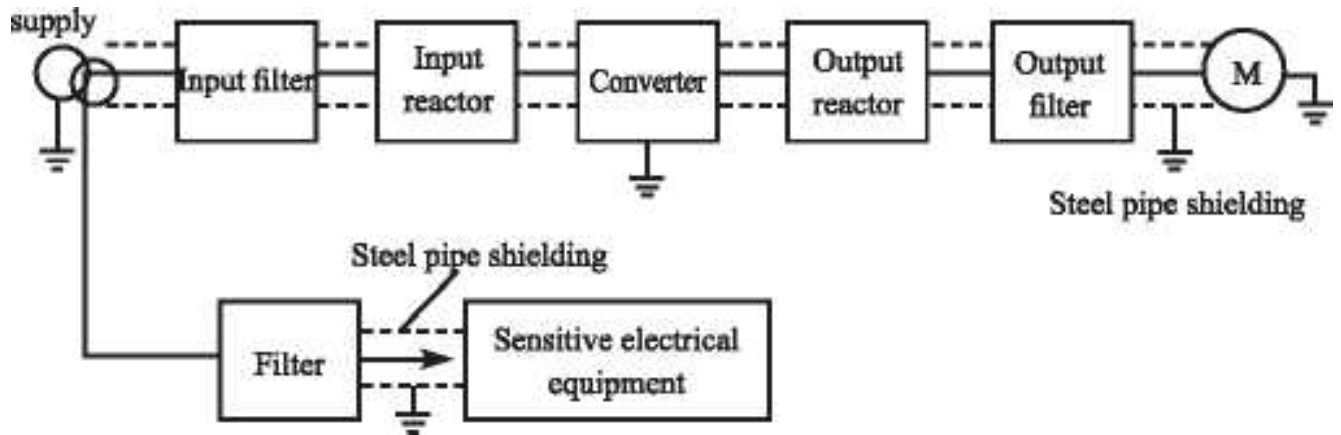 supply
Input filter
Input
reactor
Converter
Output
reactor
Output
filter
M
Steel pipe shielding
Steel pipe shielding
Filter
Sensitive electrical
equipment